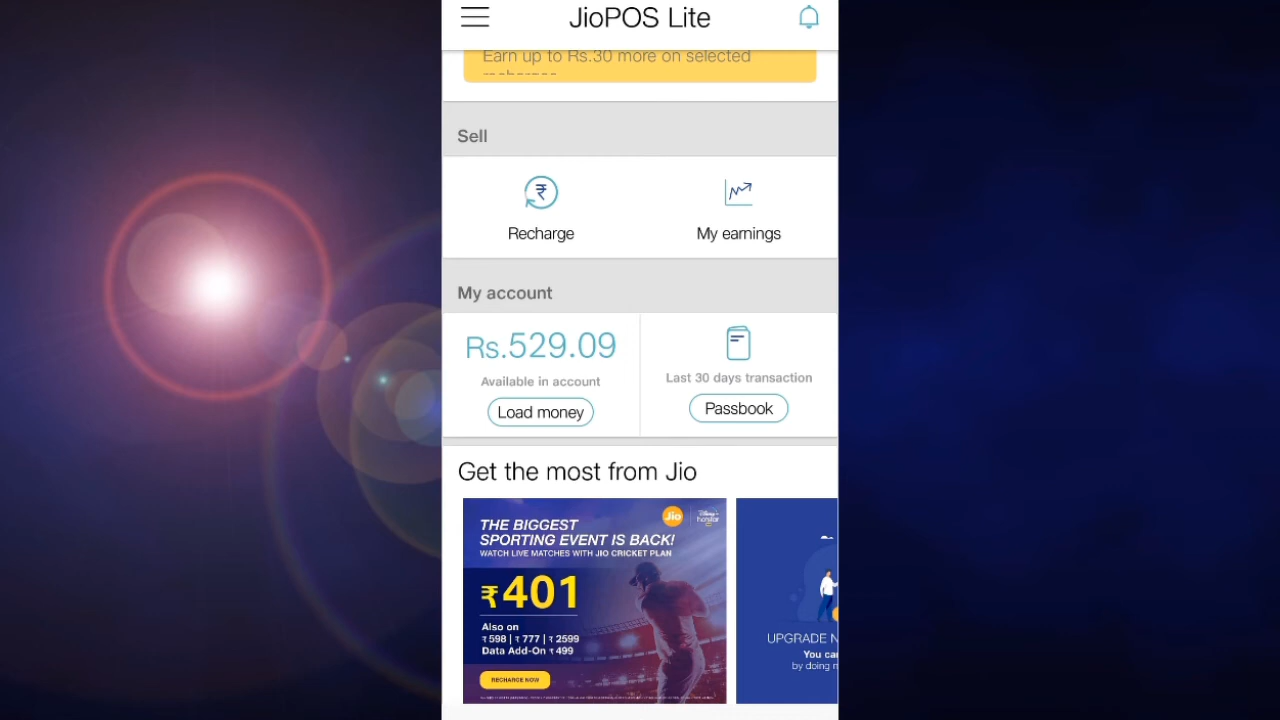 JioPOS Lite
Earn up to Rs.30 more on selected
Sell
Recharge
My earnings
My account
Rs.529.09
Available in account
Load money
Last 30 days transaction
Passbook
Get the most from Jio
Jio
Disney+
hotstar
THE BIGGEST
SPORTING EVENT IS BACK!
WATCH LIVE MATCHES WITH JIO CRICKET PLAN
₹401
Also on
₹598 | ₹777 | ₹2599
Data Add-On ₹499
RECHARGE NOW
UPGRADE N
You ca
by doing